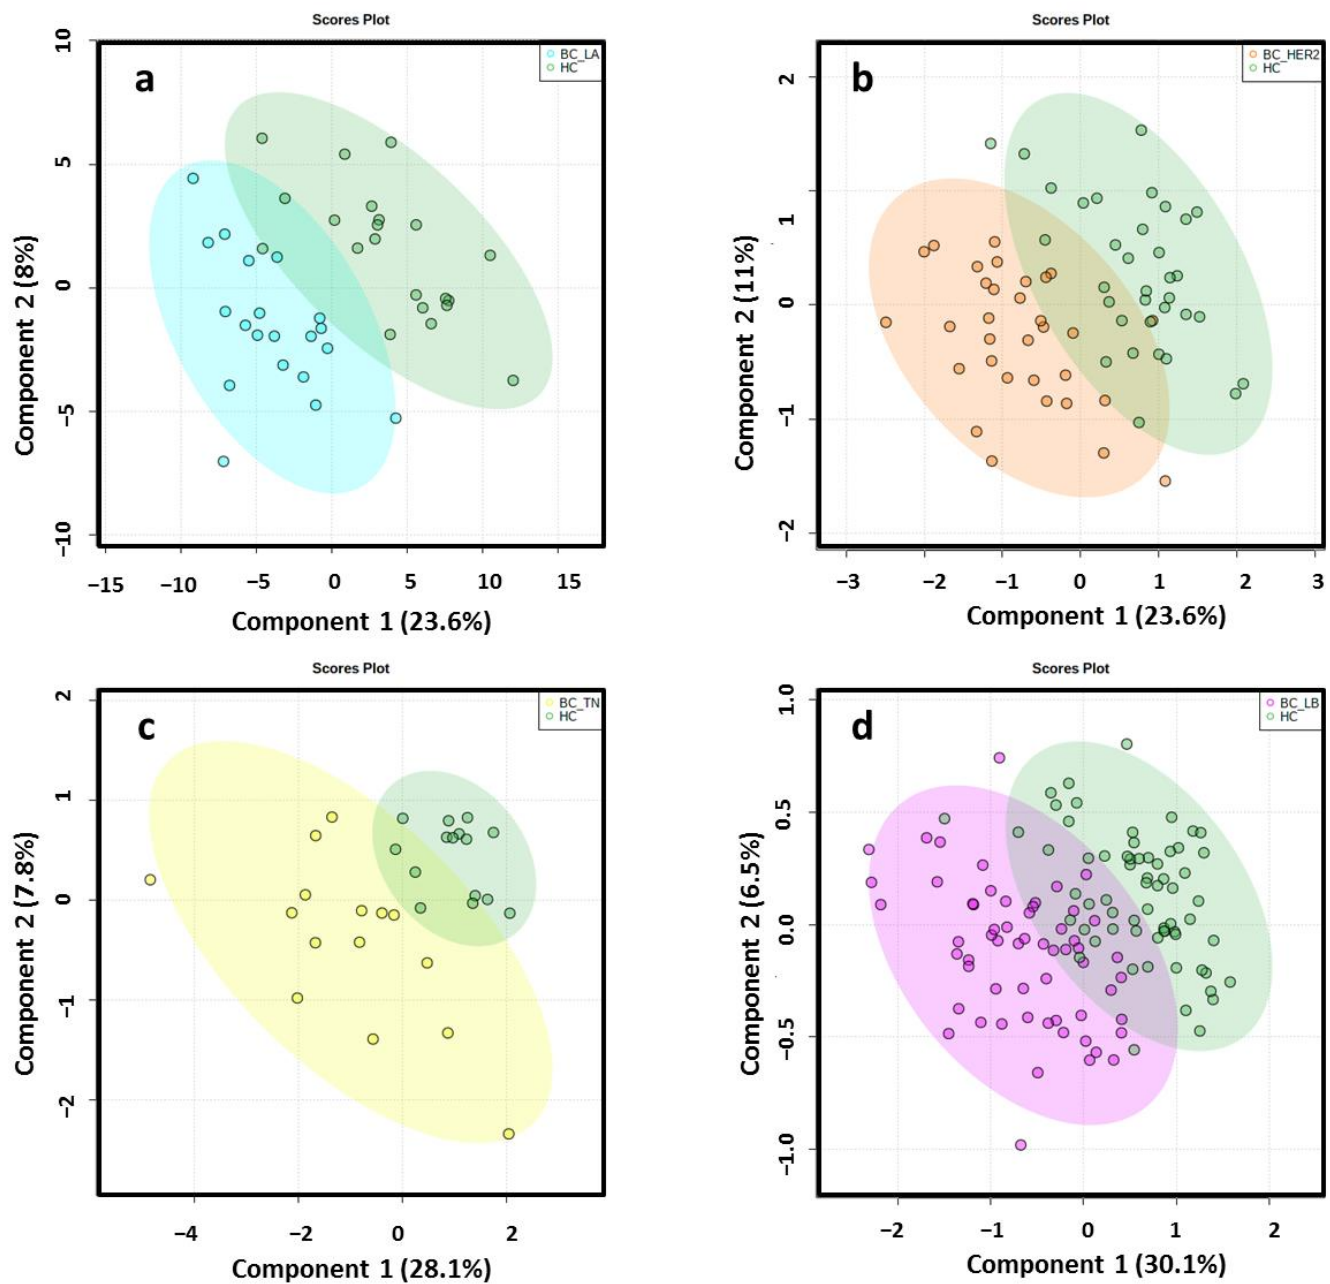 Scores Plot
a
BC_LA
HC
10
5
0
−5
−10
Component 2 (8%)
−15 −10 −5 0 5 10 15
Component 1 (23.6%)
Scores Plot
b
BC_HER2
HC
2
1
0
−1
−2
Component 2 (11%)
−3 −2 −1 0 1 2 3
Component 1 (23.6%)
Scores Plot
c
BC_TN
HC
2
1
0
−1
−2
Component 2 (7.8%)
−4 −2 0 2
Component 1 (28.1%)
Scores Plot
d
BC_LB
HC
1.0
0.5
0.0
−0.5
−1.0
Component 2 (6.5%)
−2 −1 0 1 2
Component 1 (30.1%)